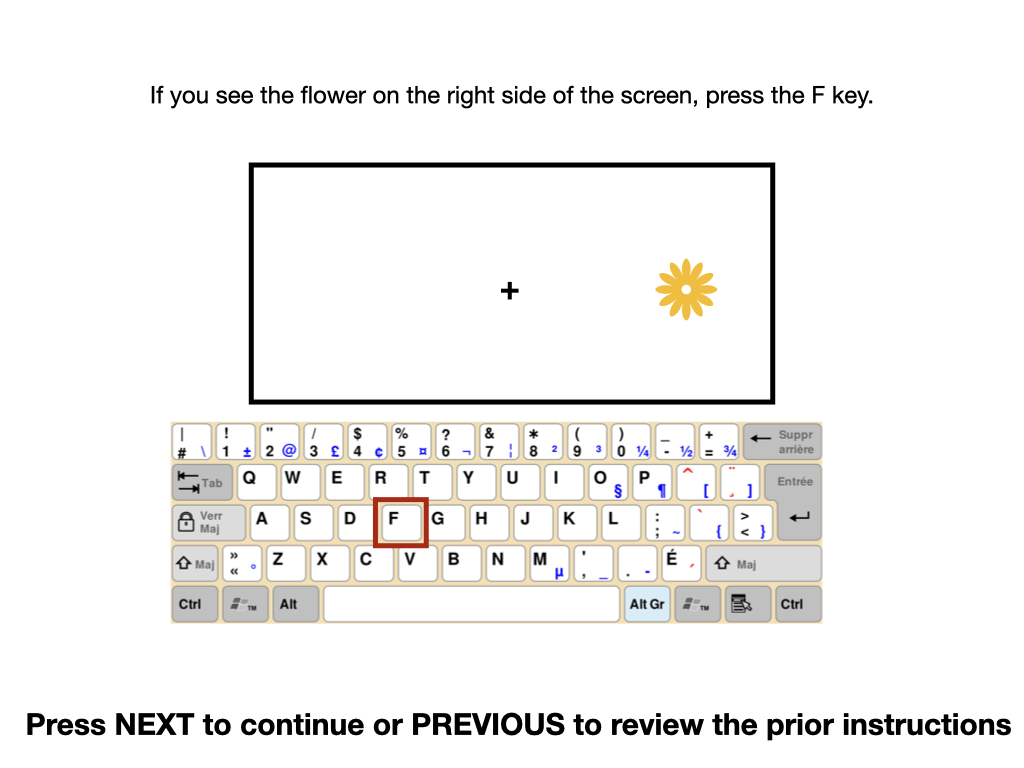 If you see the flower on the right side of the screen, press the F key.
+
| ! " / $ % ? & * ( ) _ + Suppr
# \ 1 ± 2 @ 3 £ 4 ¢ 5 ¤ 6 ¬ 7 ¦ 8 ² 9 ³ 0 ¼ - ½ = ¾ arrière
Tab Q W E R T Y U I O § P ¶ ^ [ ¨ ¸ ] Entrée
Verr Maj A S D F G H J K L : ; ~ ` { > < }
Maj » « ° Z X C V B N M µ ' , _ . - É ´ Maj
Ctrl TM Alt Alt Gr TM Ctrl
Press NEXT to continue or PREVIOUS to review the prior instructions